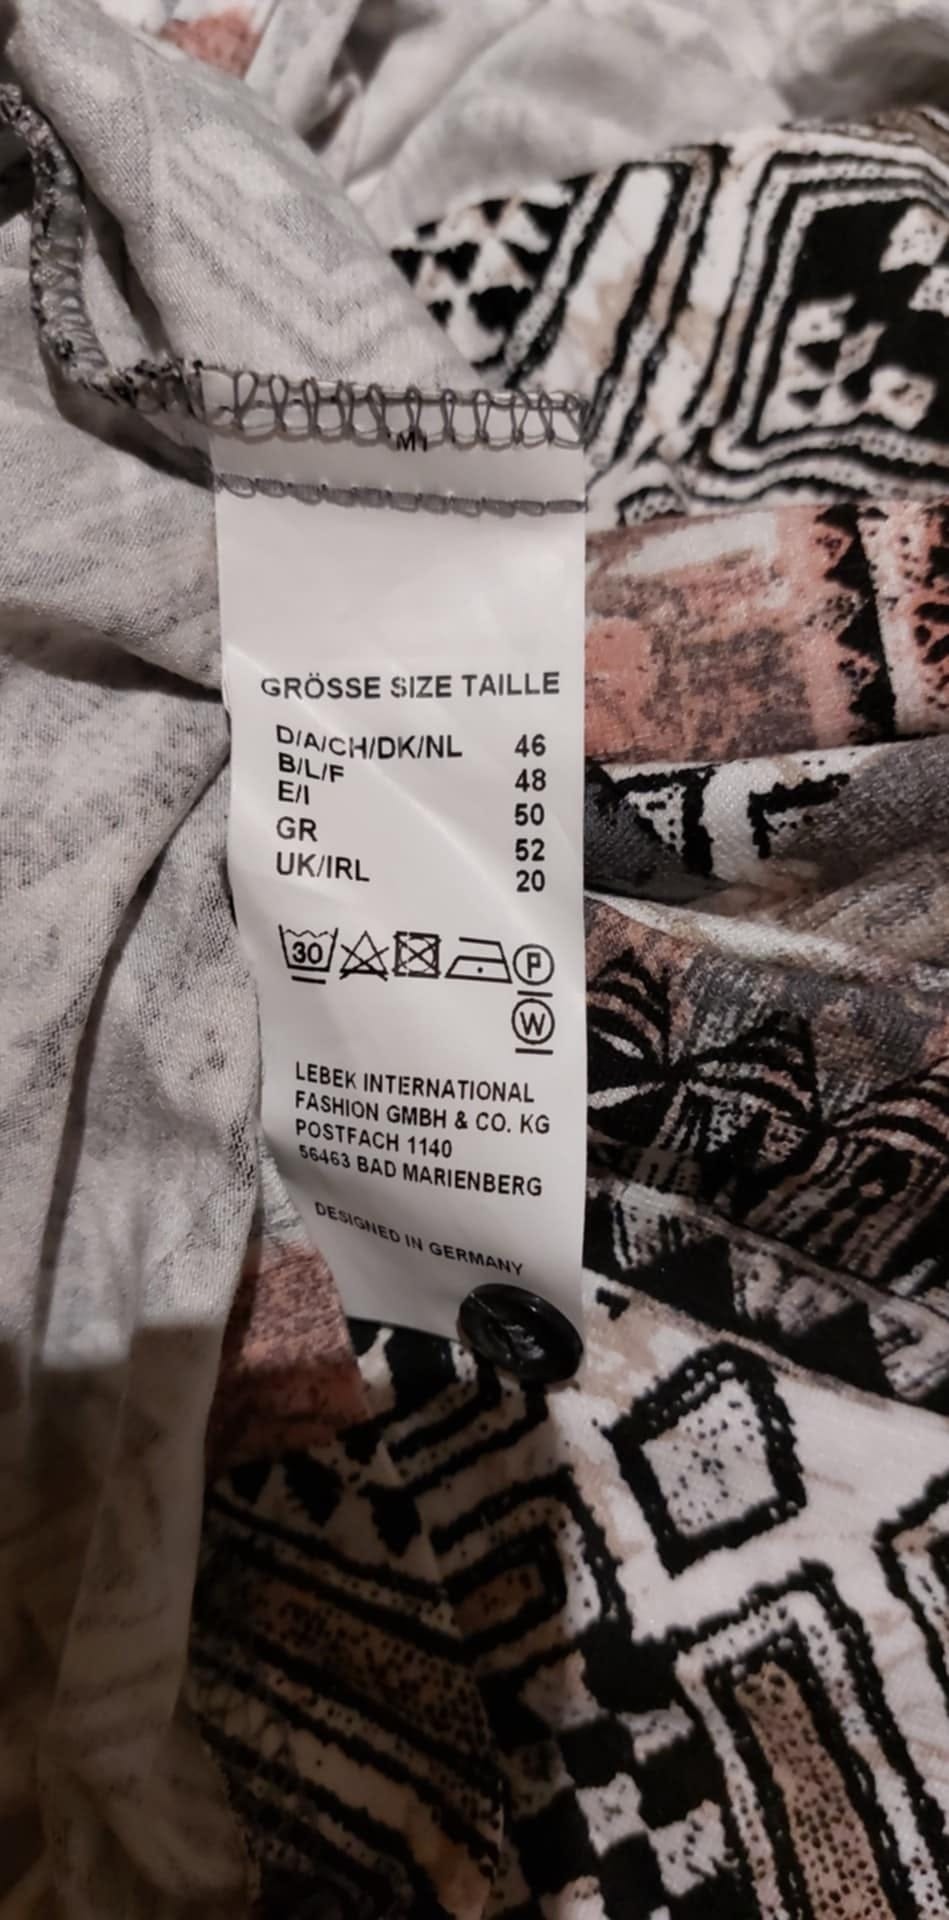 GRÖSSE SIZE TAILLE
D/A/CH/DK/NL 46
B/L/F 48
E/I 50
GR 52
UK/IRL 20
30
P
W
LEBEK INTERNATIONAL
FASHION GMBH & CO. KG
POSTFACH 1140
56463 BAD MARIENBERG
DESIGNED IN GERMANY